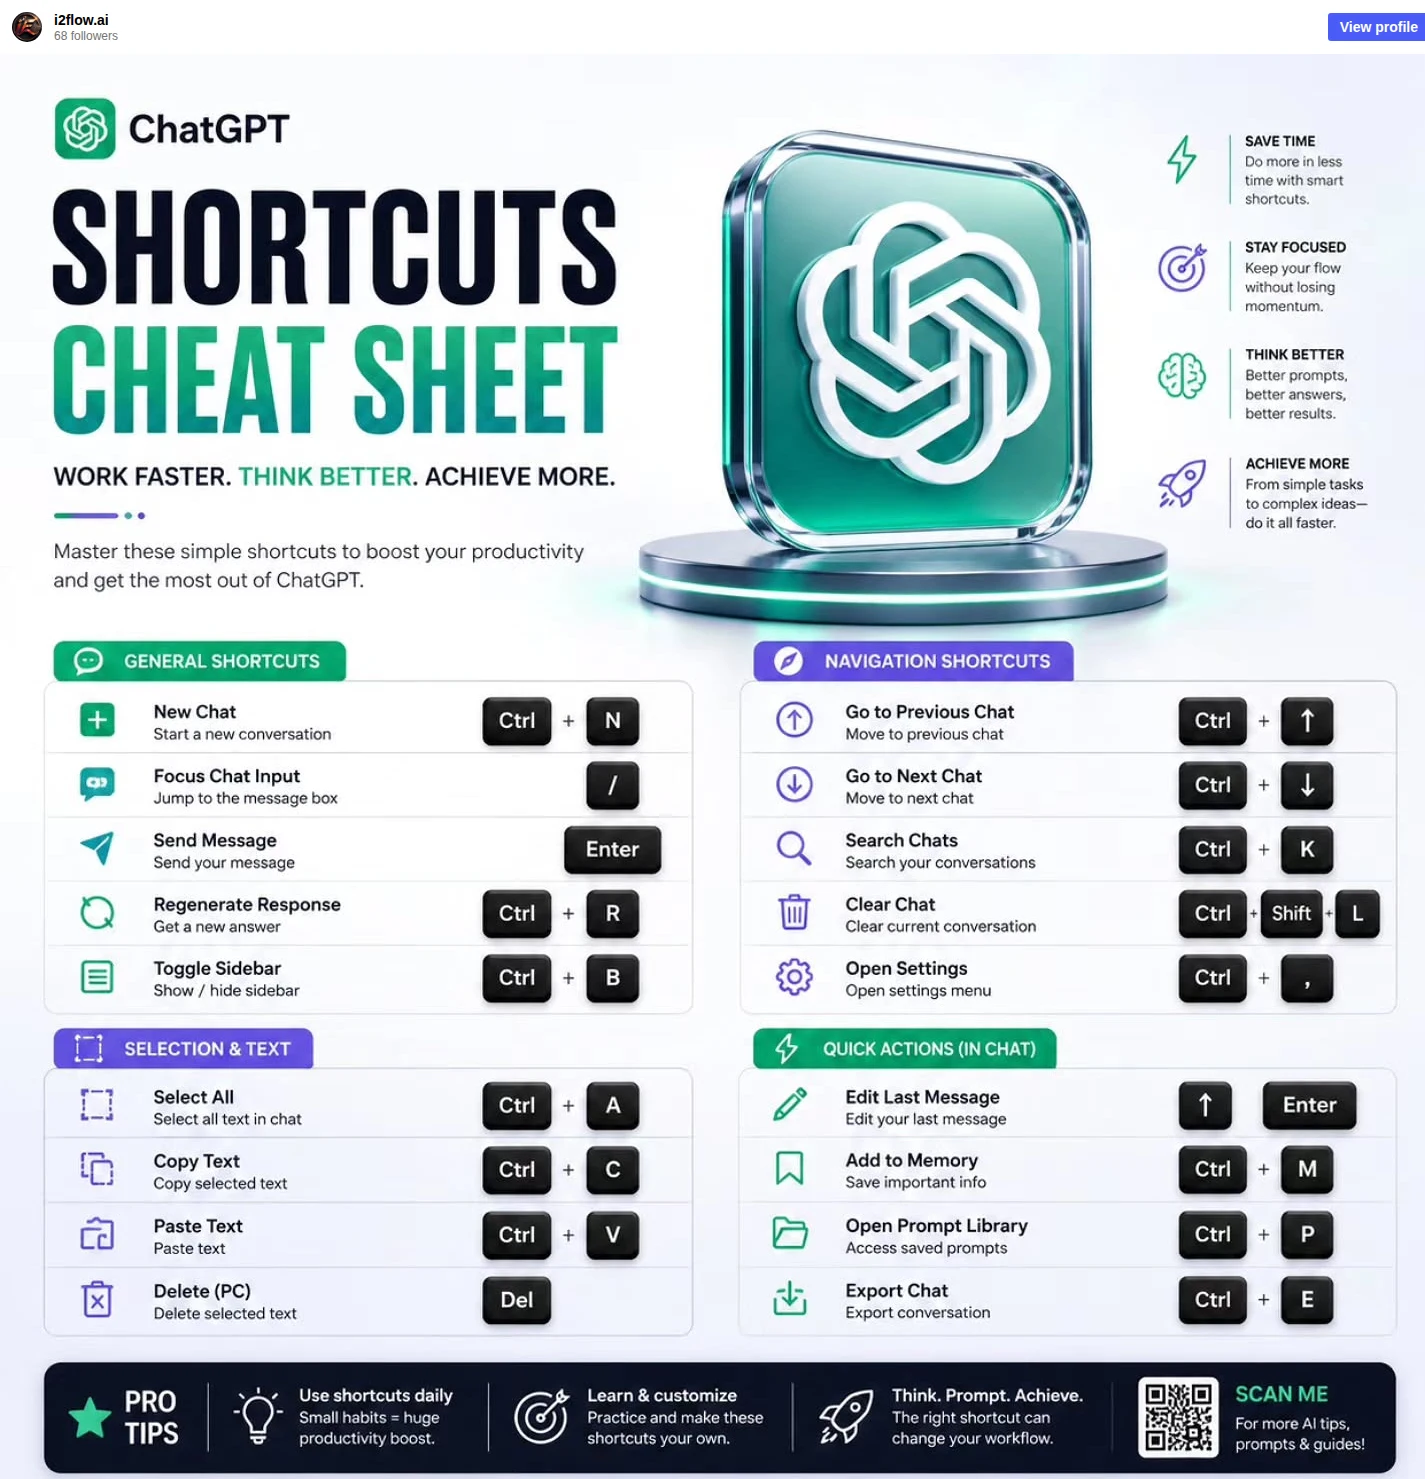 i2flow.ai
68 followers
View profile
ChatGPT
SHORTCUTS
CHEAT SHEET
WORK FASTER. THINK BETTER. ACHIEVE MORE.
Master these simple shortcuts to boost your productivity
and get the most out of ChatGPT.
SAVE TIME
Do more in less
time with smart
shortcuts.
STAY FOCUSED
Keep your flow
without losing
momentum.
THINK BETTER
Better prompts,
better answers,
better results.
ACHIEVE MORE
From simple tasks
to complex ideas—
do it all faster.
GENERAL SHORTCUTS
New Chat
Start a new conversation
Ctrl + N
Focus Chat Input
Jump to the message box
/
Send Message
Send your message
Enter
Regenerate Response
Get a new answer
Ctrl + R
Toggle Sidebar
Show / hide sidebar
Ctrl + B
NAVIGATION SHORTCUTS
Go to Previous Chat
Move to previous chat
Ctrl + ↑
Go to Next Chat
Move to next chat
Ctrl + ↓
Search Chats
Search your conversations
Ctrl + K
Clear Chat
Clear current conversation
Ctrl + Shift + L
Open Settings
Open settings menu
Ctrl + ,
SELECTION & TEXT
Select All
Select all text in chat
Ctrl + A
Copy Text
Copy selected text
Ctrl + C
Paste Text
Paste text
Ctrl + V
Delete (PC)
Delete selected text
Del
QUICK ACTIONS (IN CHAT)
Edit Last Message
Edit your last message
↑ Enter
Add to Memory
Save important info
Ctrl + M
Open Prompt Library
Access saved prompts
Ctrl + P
Export Chat
Export conversation
Ctrl + E
PRO
TIPS
Use shortcuts daily
Small habits = huge
productivity boost.
Learn & customize
Practice and make these
shortcuts your own.
Think. Prompt. Achieve.
The right shortcut can
change your workflow.
SCAN ME
For more AI tips,
prompts & guides!